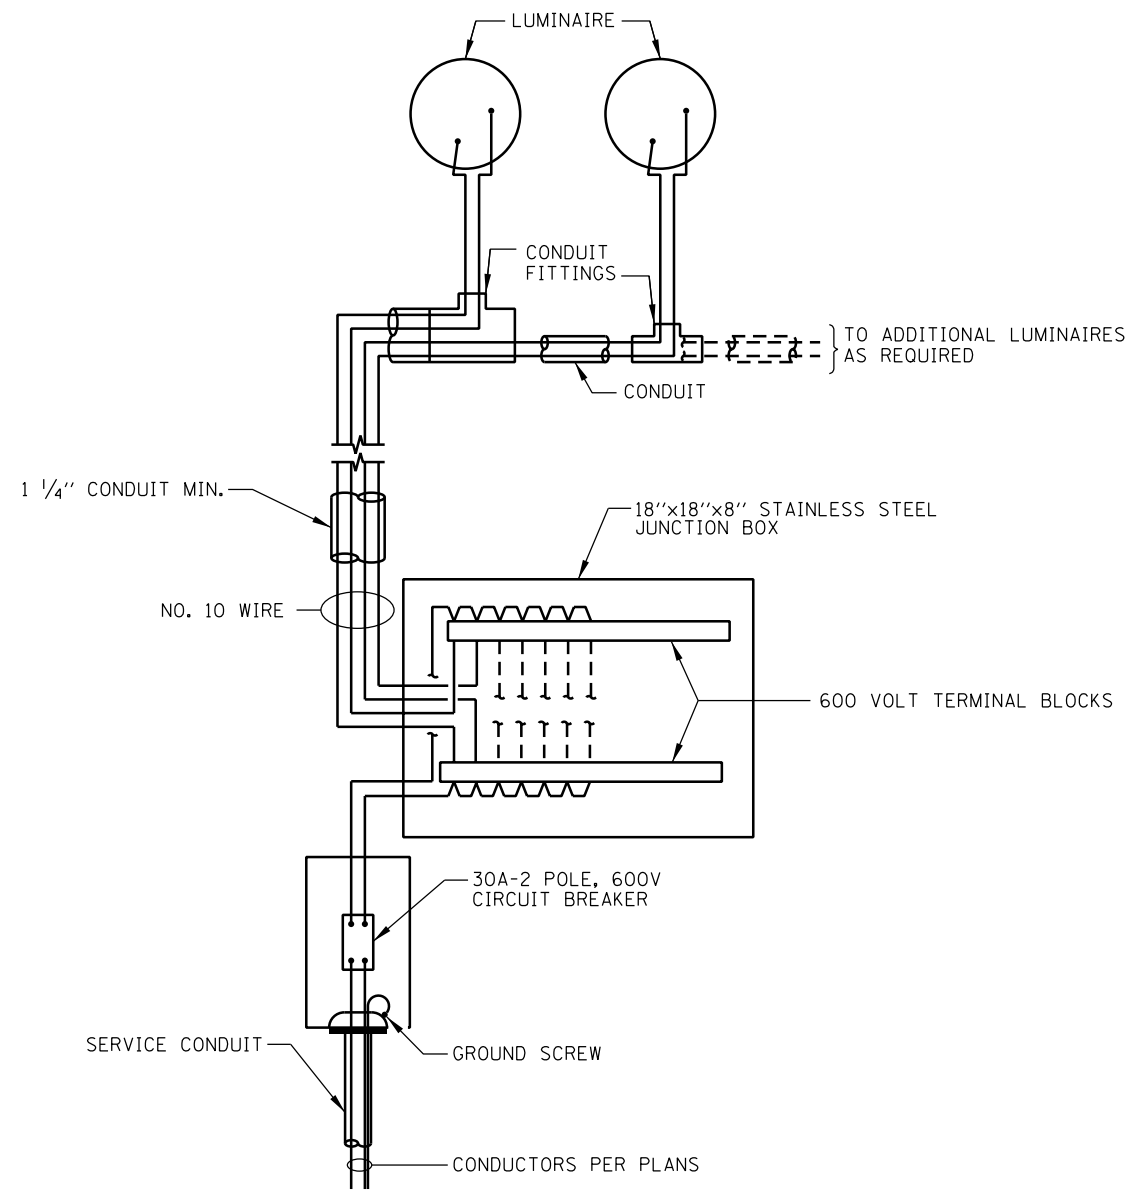 LUMINAIRE
CONDUIT
FITTINGS
TO ADDITIONAL LUMINAIRES
AS REQUIRED
CONDUIT
1 1/4" CONDUIT MIN.
18"x18"x8" STAINLESS STEEL
JUNCTION BOX
NO. 10 WIRE
600 VOLT TERMINAL BLOCKS
30A-2 POLE, 600V
CIRCUIT BREAKER
SERVICE CONDUIT
GROUND SCREW
CONDUCTORS PER PLANS